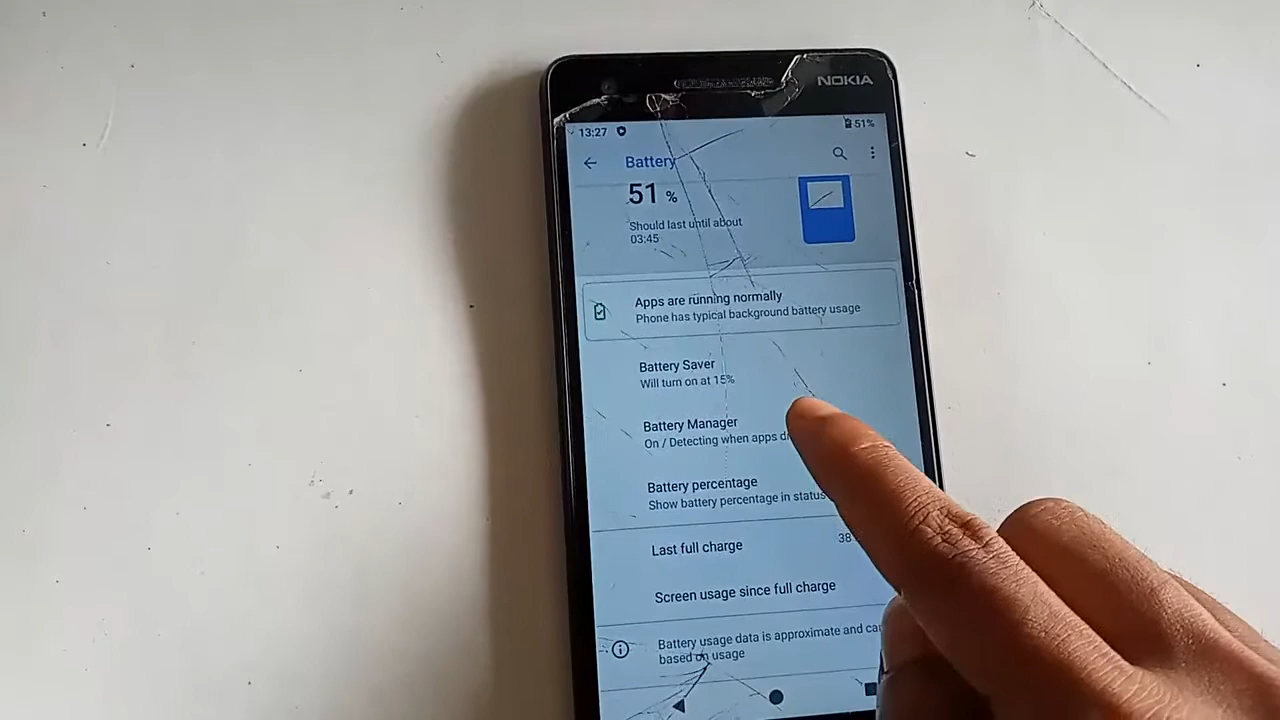 NOKIA
13:27
51%
Battery
51 %
Should last until about
03:45
Apps are running normally
Phone has typical background battery usage
Battery Saver
Will turn on at 15%
Battery Manager
On / Detecting when apps
Battery percentage
Show battery percentage in status
Last full charge
38
Screen usage since full charge
Battery usage data is approximate and
based on usage